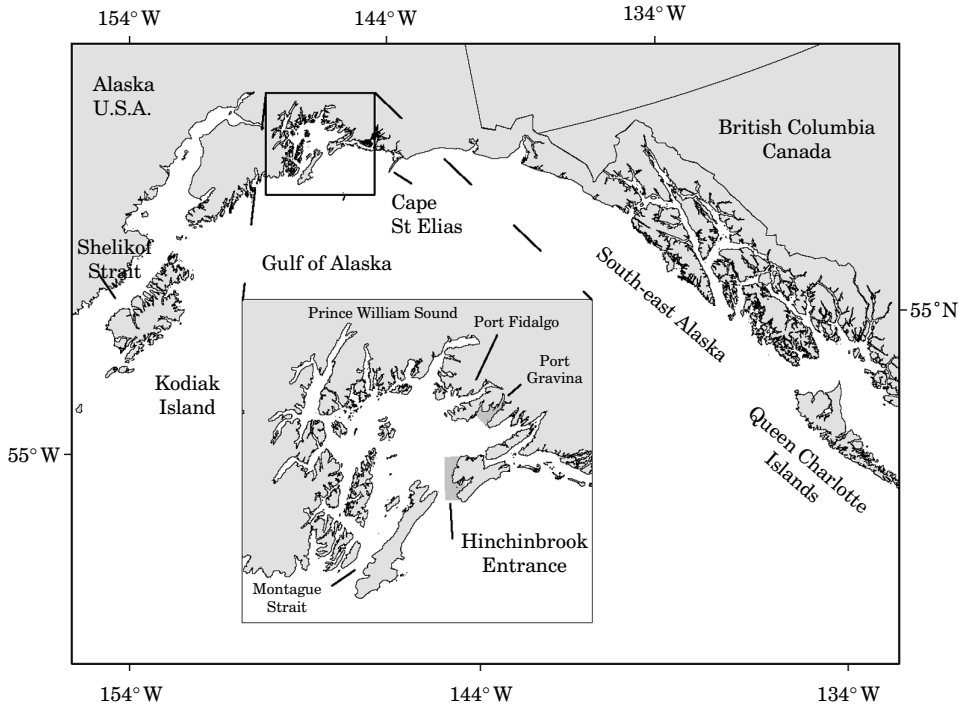 154°W
144°W
134°W
Alaska
U.S.A.
British Columbia
Canada
Cape
St Elias
Shelikof
Strait
Gulf of Alaska
South-east Alaska
55°N
Prince William Sound
Port Fidalgo
Port
Gravina
Kodiak
Island
Queen Charlotte
Islands
55°W
Hinchinbrook
Entrance
Montague
Strait
154°W
144°W
134°W